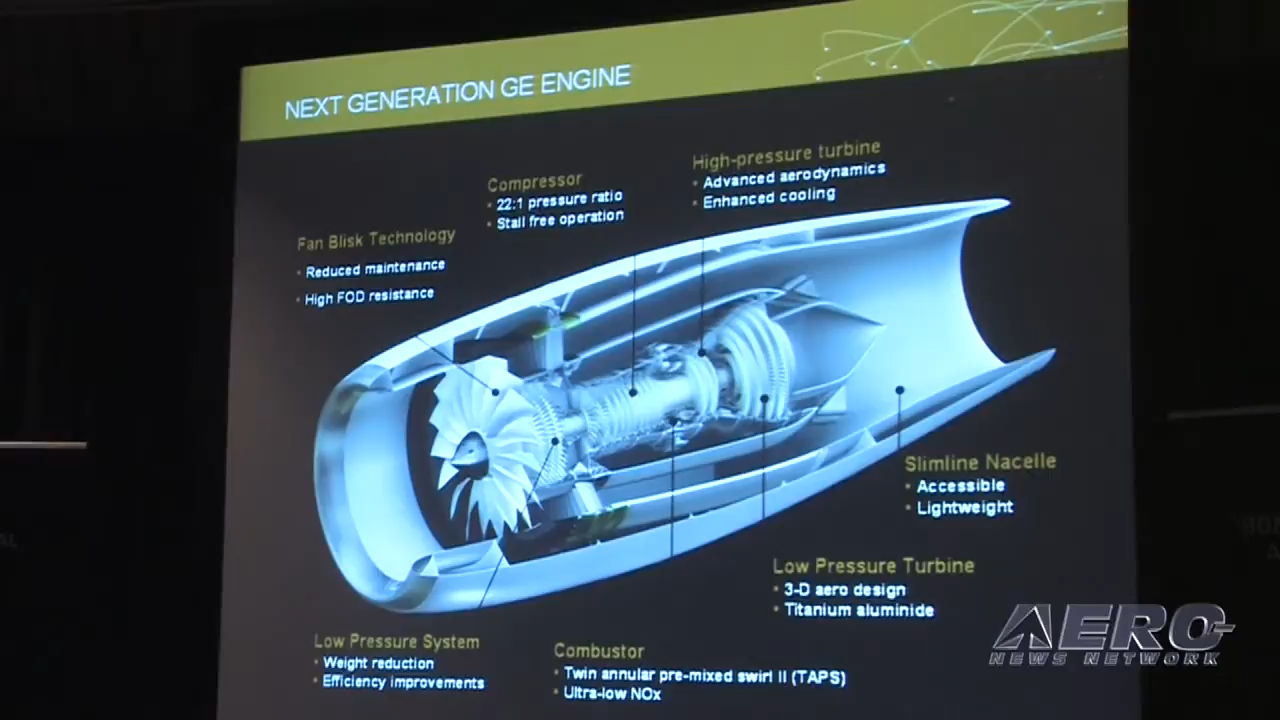 NEXT GENERATION GE ENGINE
High-pressure turbine
• Advanced aerodynamics
• Enhanced cooling
Compressor
• 22:1 pressure ratio
• Stall free operation
Fan Blisk Technology
• Reduced maintenance
• High FOD resistance
Slimline Nacelle
• Accessible
• Lightweight
Low Pressure Turbine
• 3-D aero design
• Titanium aluminide
Low Pressure System
• Weight reduction
• Efficiency improvements
Combustor
• Twin annular pre-mixed swirl II (TAPS)
• Ultra-low NOx
AERO
NEWS NETWORK